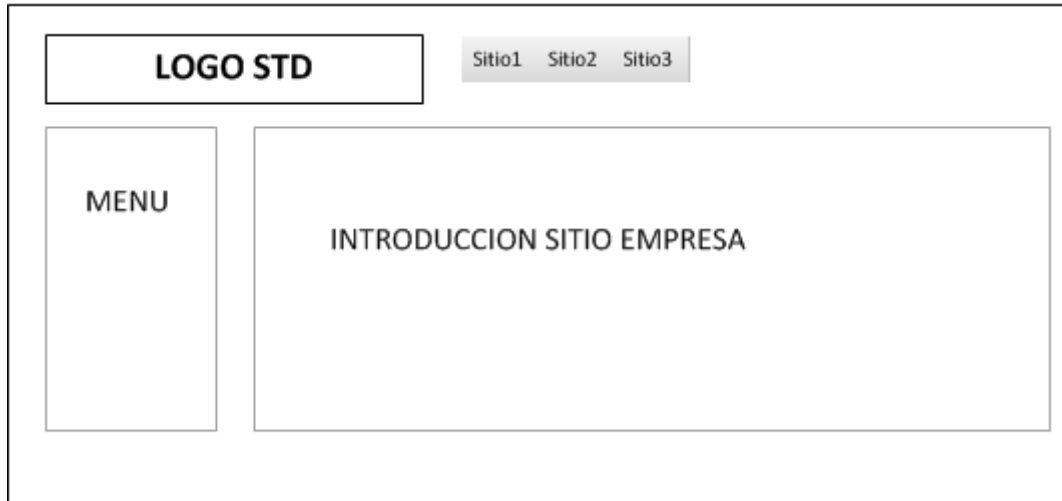 LOGO STD
Sitio1 Sitio2 Sitio3
MENU
INTRODUCCION SITIO EMPRESA